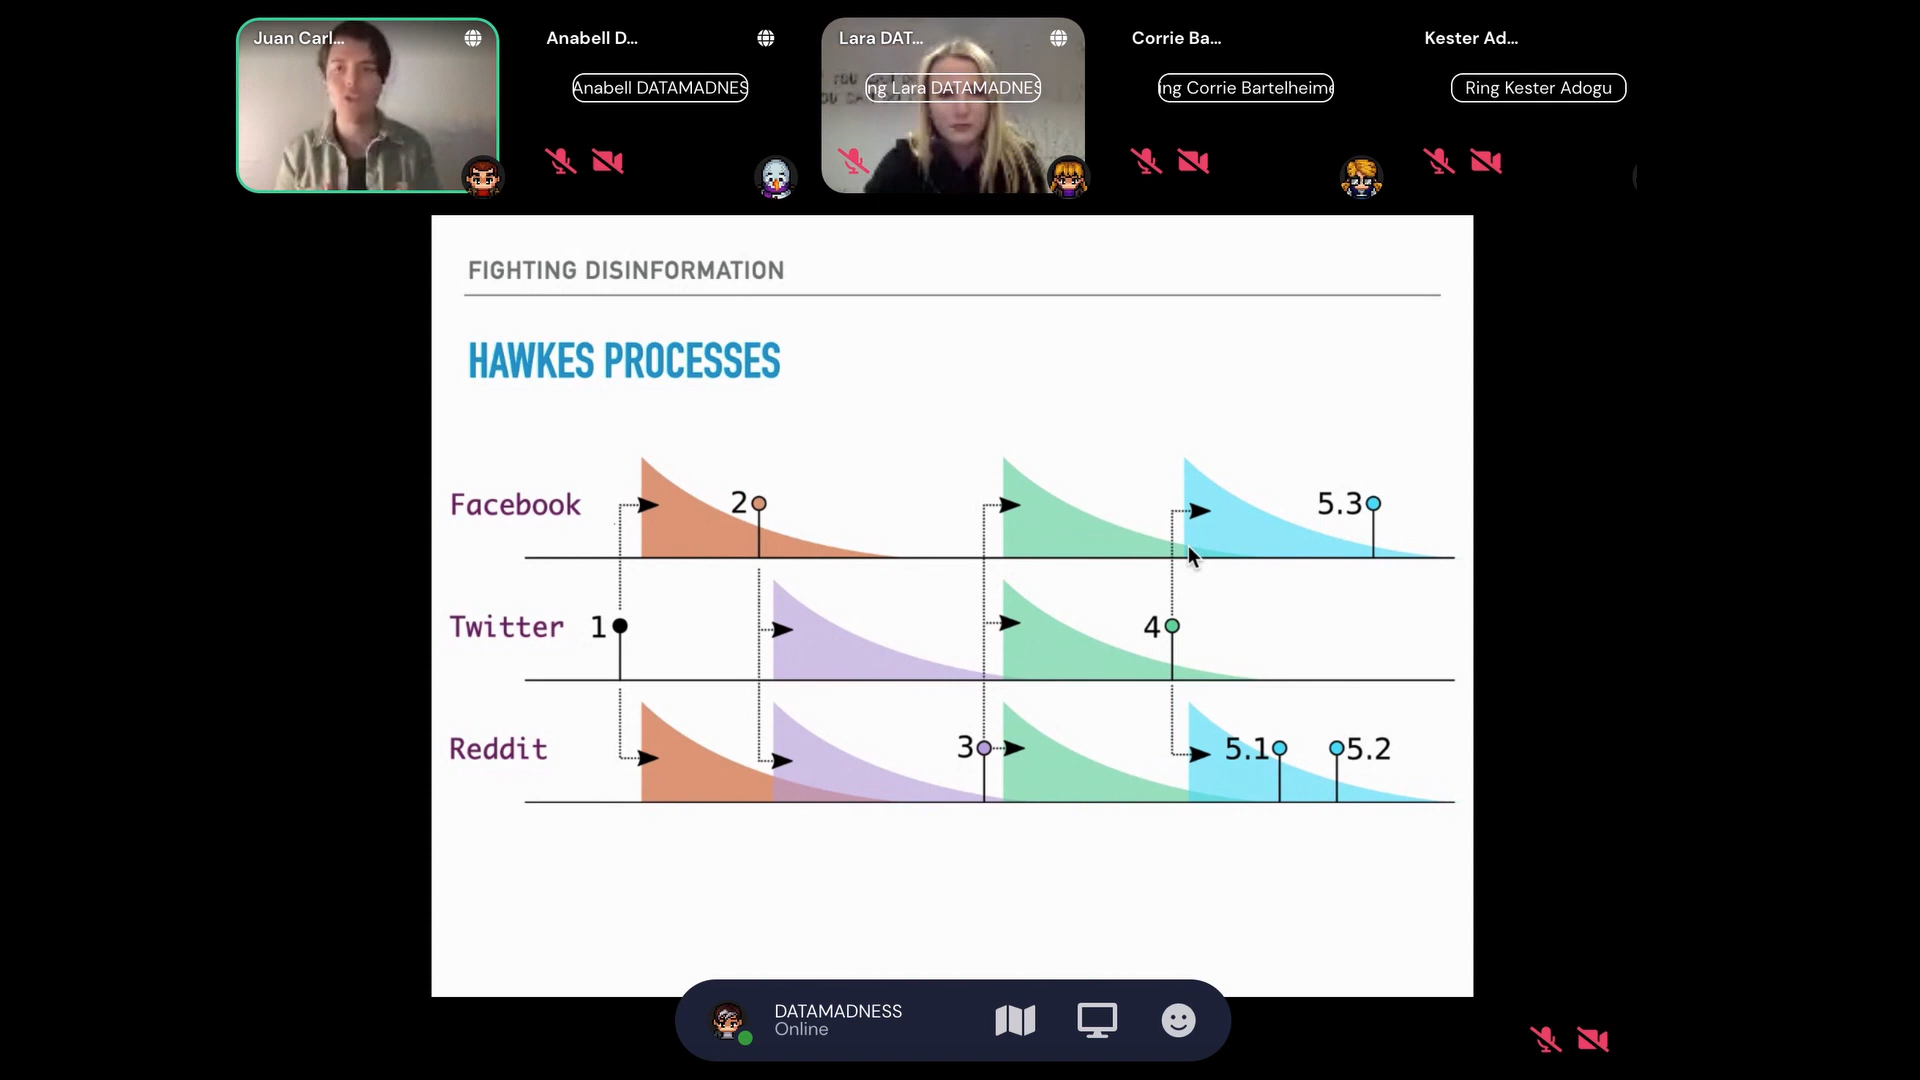 Juan Carl...
Anabell D...
Lara DAT...
Corrie Ba...
Kester Ad...
Anabell DATAMADNES
ng Lara DATAMADNES
ing Corrie Bartelheime
Ring Kester Adogu
FIGHTING DISINFORMATION
HAWKES PROCESSES
Facebook
2
5.3
Twitter
1
4
Reddit
3
5.1
5.2
DATAMADNESS
Online